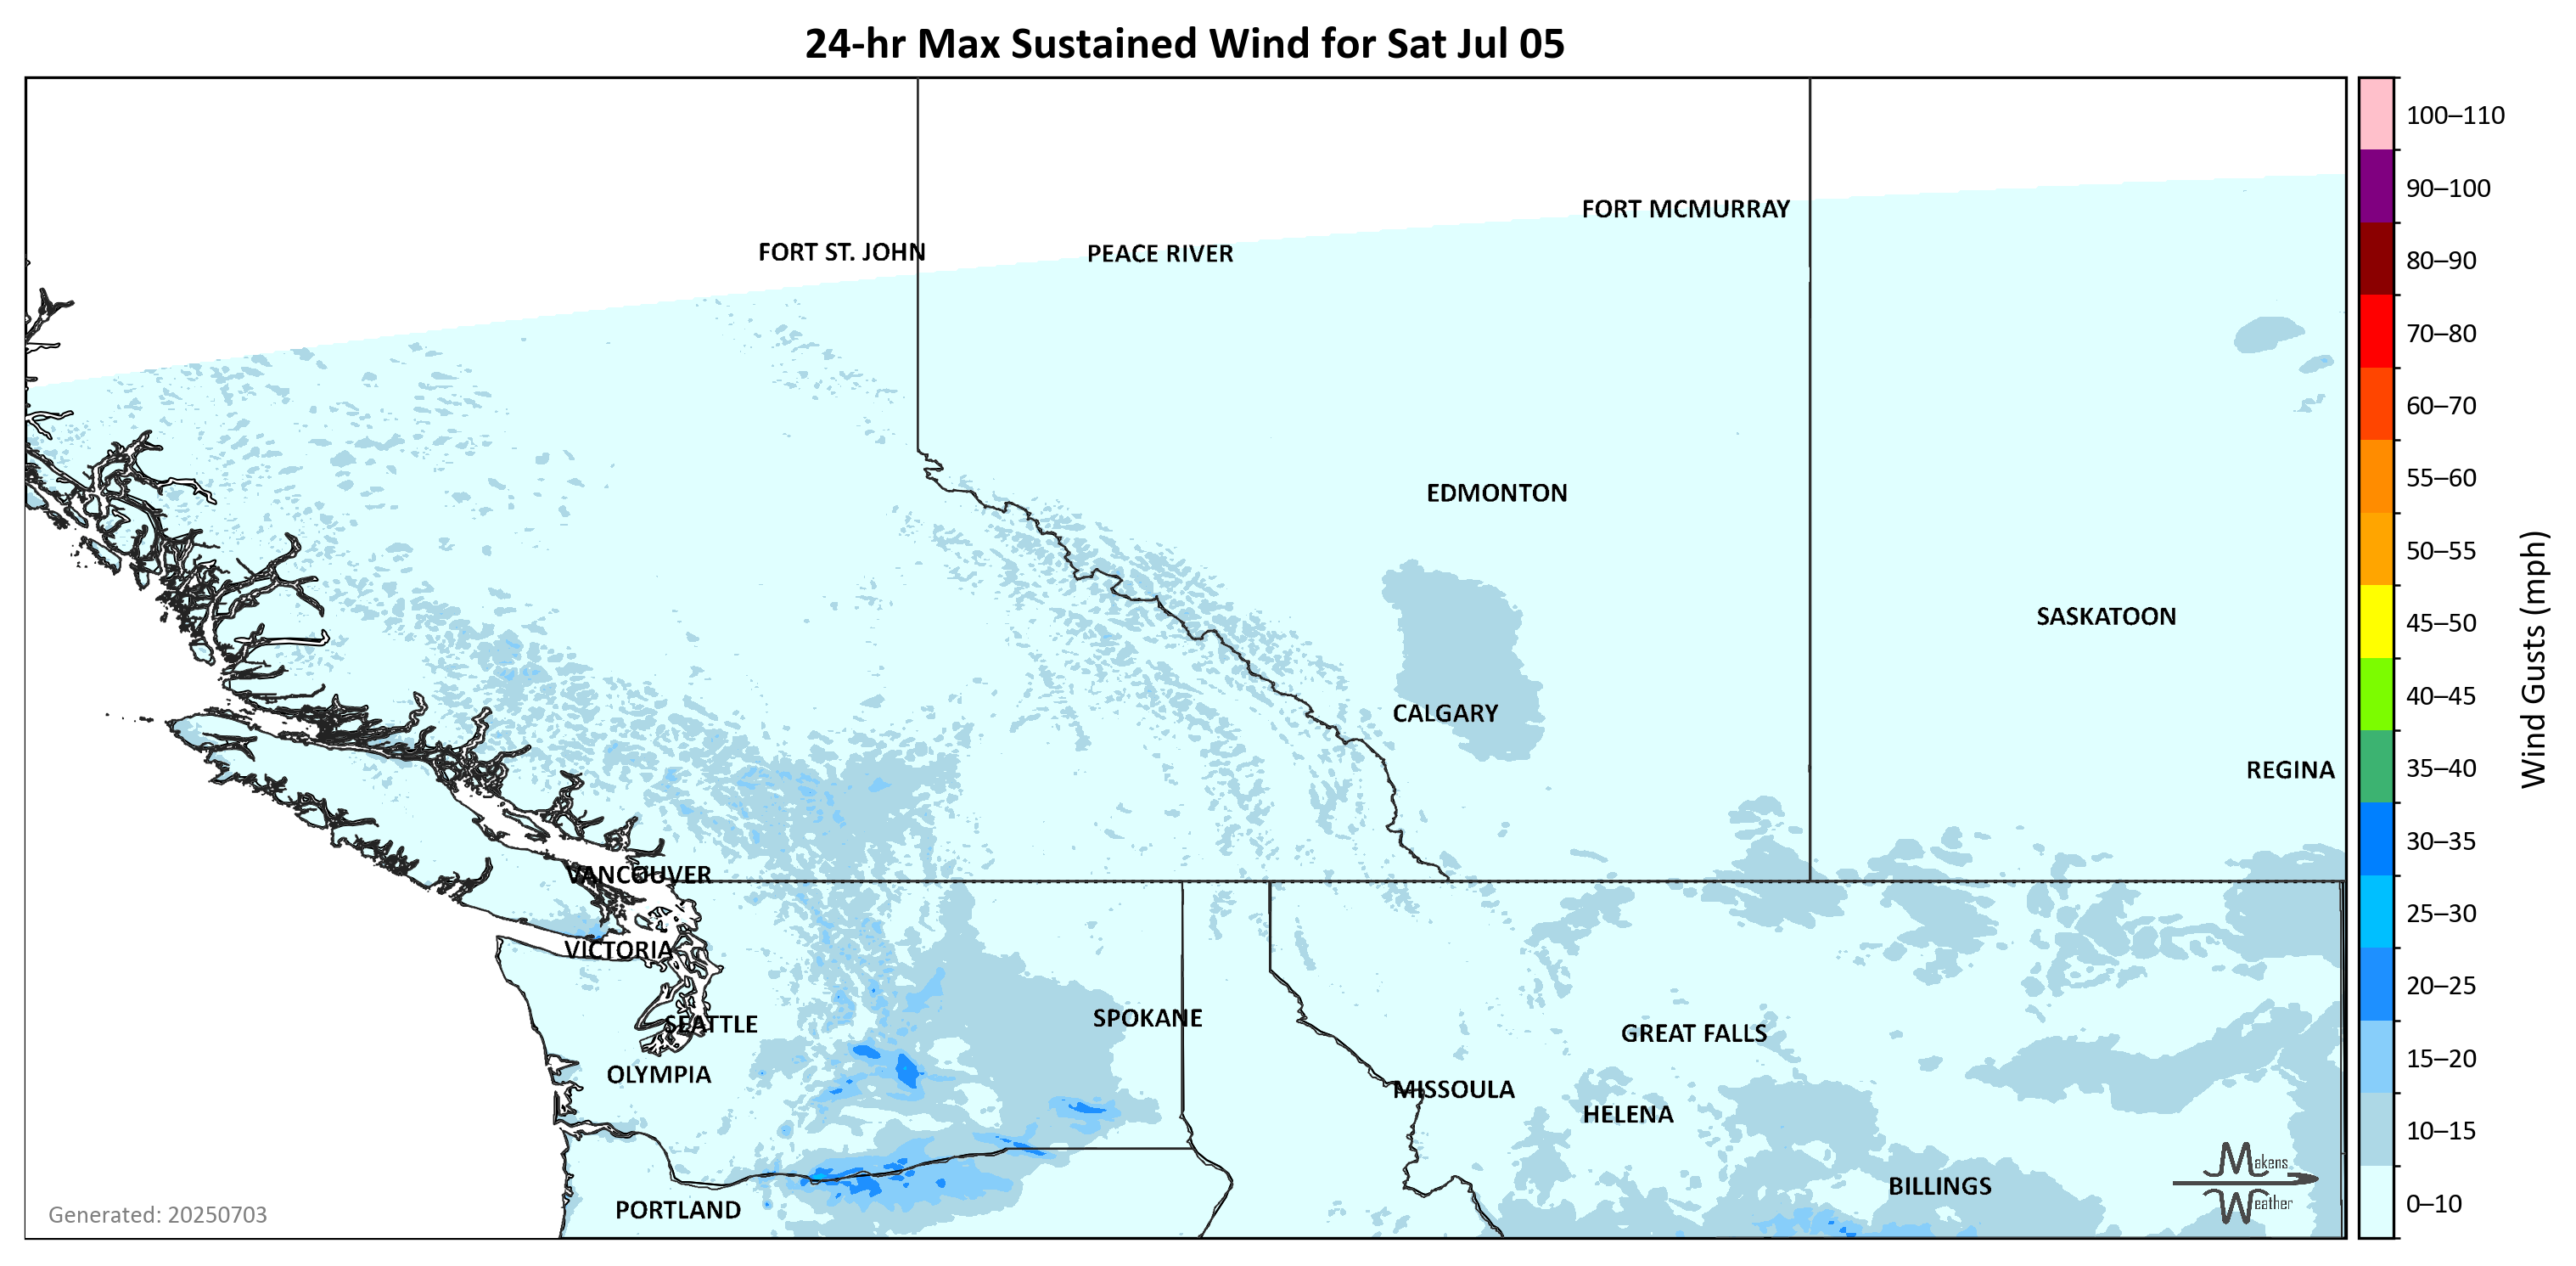 24-hr Max Sustained Wind for Sat Jul 05
100–110
90–100
80–90
70–80
60–70
55–60
50–55
45–50
40–45
35–40
30–35
25–30
20–25
15–20
10–15
0–10
Wind Gusts (mph)
FORT MCMURRAY
FORT ST. JOHN
PEACE RIVER
EDMONTON
SASKATOON
CALGARY
REGINA
VANCOUVER
VICTORIA
SEATTLE
SPOKANE
GREAT FALLS
OLYMPIA
MISSOULA
HELENA
BILLINGS
PORTLAND
Makens
Weather
Generated: 20250703